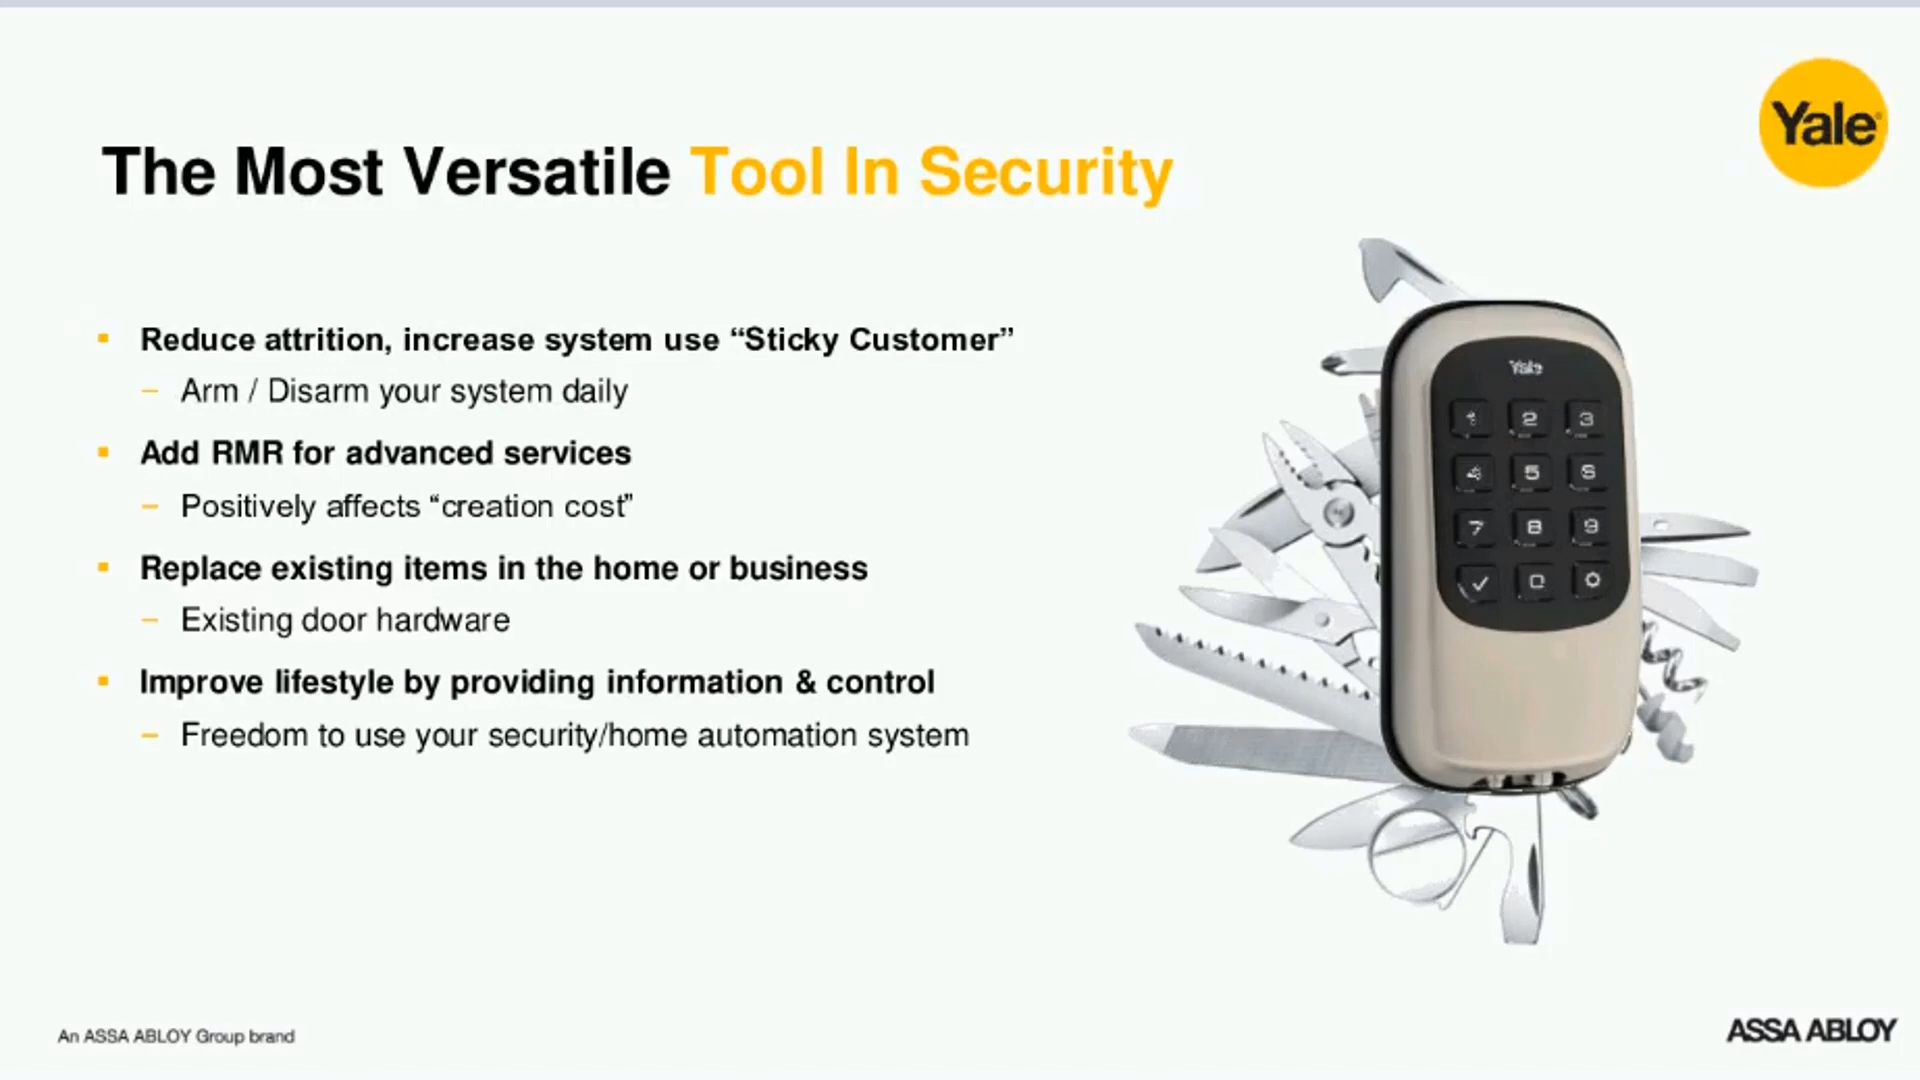 Yale
The Most Versatile Tool In Security
Reduce attrition, increase system use “Sticky Customer”
– Arm / Disarm your system daily
Add RMR for advanced services
– Positively affects “creation cost”
Replace existing items in the home or business
– Existing door hardware
Improve lifestyle by providing information & control
– Freedom to use your security/home automation system
Yale
1 2 3
4 5 6
7 8 9
An ASSA ABLOY Group brand
ASSA ABLOY